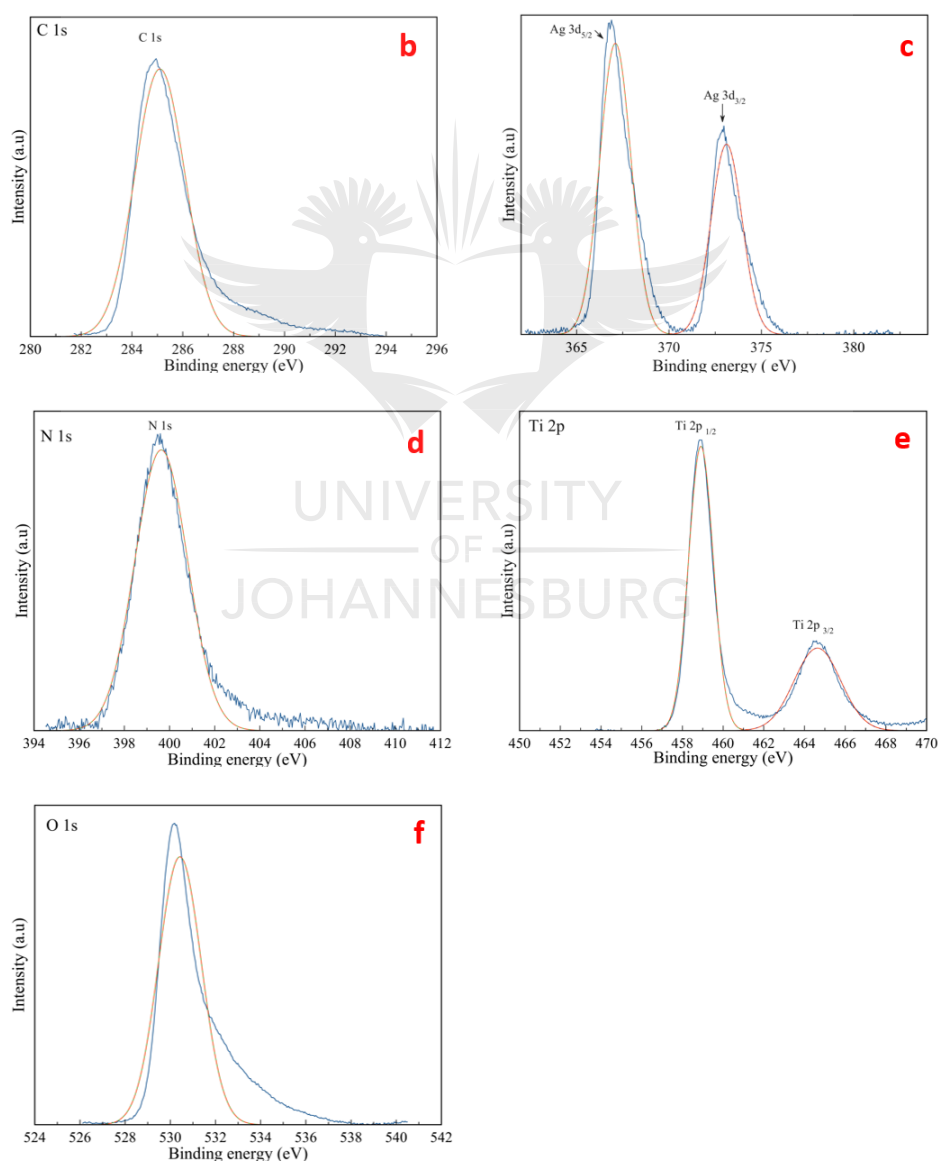 C 1s
C 1s
b
Intensity (a.u)
280 282 284 286 288 290 292 294 296
Binding energy (eV)
Ag 3d5/2
Ag 3d3/2
c
Intensity (a.u)
365 370 375 380
Binding energy ( eV)
N 1s
N 1s
d
Intensity (a.u)
394 396 398 400 402 404 406 408 410 412
Binding energy (eV)
Ti 2p
Ti 2p 1/2
e
Ti 2p 3/2
Intensity (a.u)
450 452 454 456 458 460 462 464 466 468 470
Binding energy (eV)
UNIVERSITY
OF
JOHANNESBURG
O 1s
f
Intensity (a.u)
524 526 528 530 532 534 536 538 540 542
Binding energy (eV)